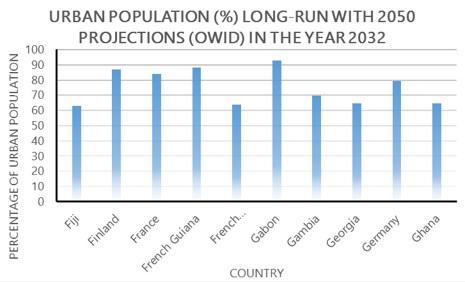 URBAN POPULATION (%) LONG-RUN WITH 2050
PROJECTIONS (OWID) IN THE YEAR 2032
PERCENTAGE OF URBAN POPULATION
100
90
80
70
60
50
40
30
20
10
0
Fiji
Finland
France
French Guiana
French...
Gabon
Gambia
Georgia
Germany
Ghana
COUNTRY